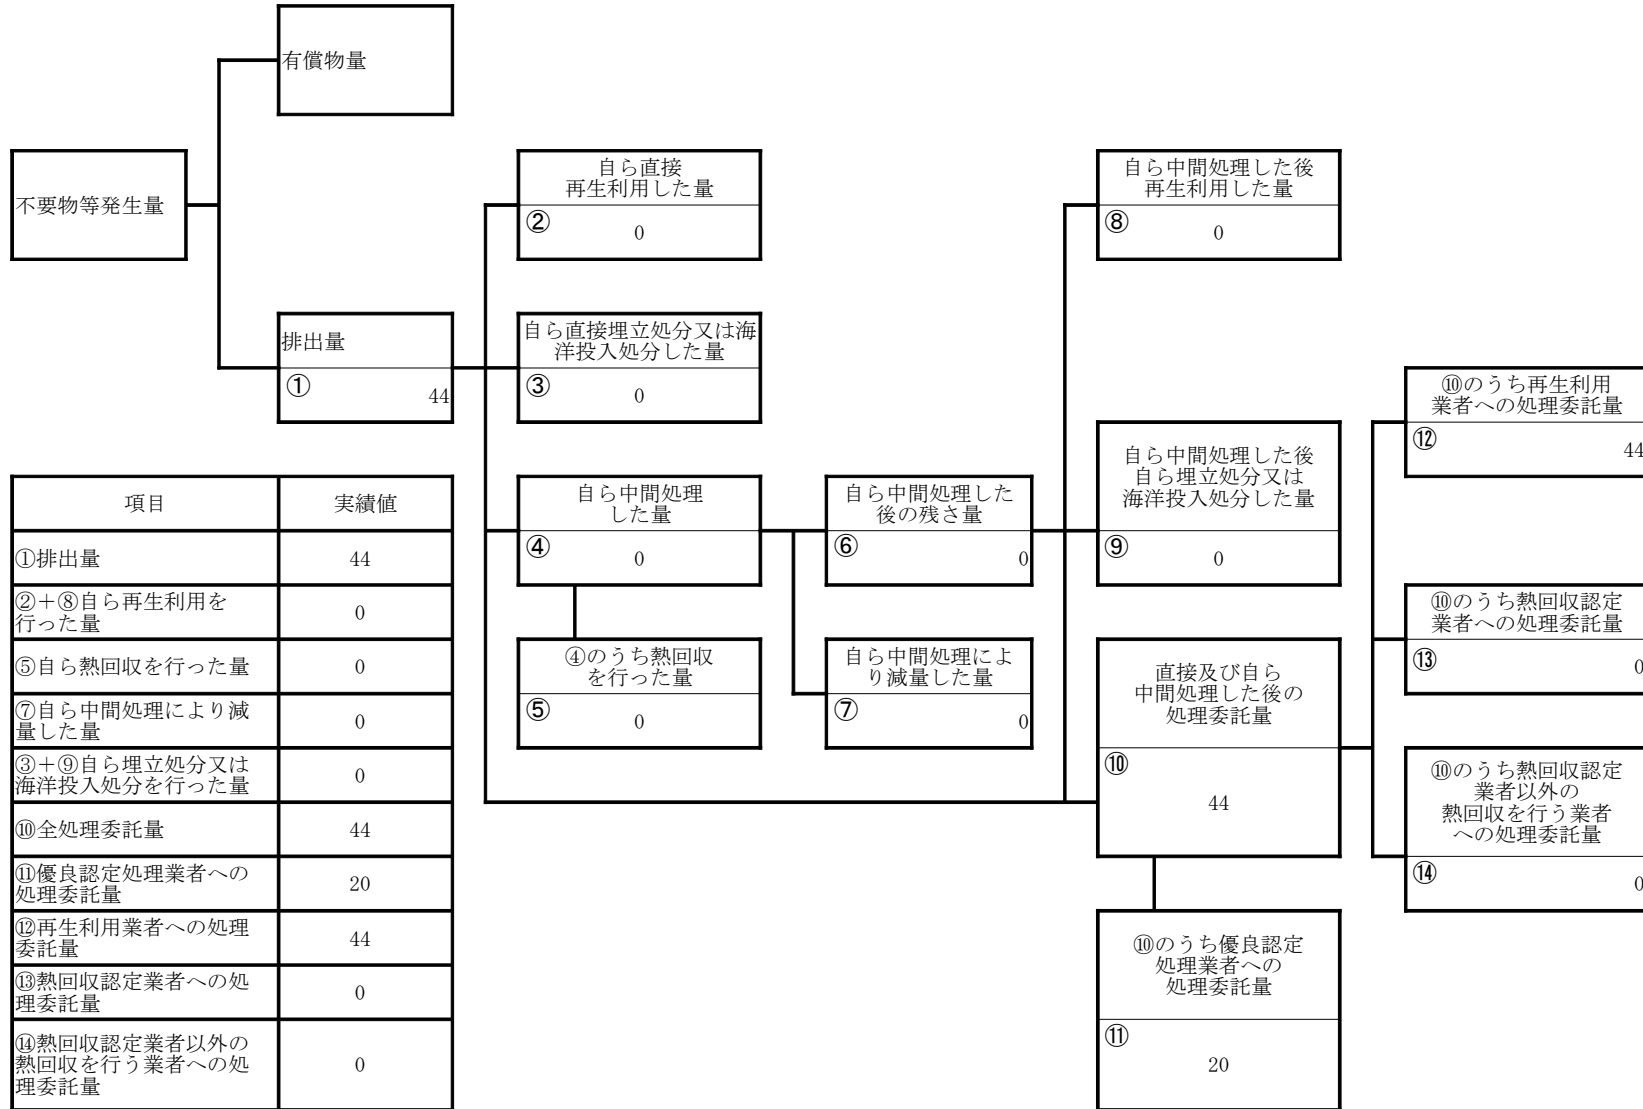 有償物量
不要物等発生量
排出量
①
44
自ら直接
再生利用した量
②
0
自ら直接埋立処分又は海
洋投入処分した量
③
0
自ら中間処理
した量
④
0
④のうち熱回収
を行った量
⑤
0
自ら中間処理した
後の残さ量
⑥
0
自ら中間処理によ
り減量した量
⑦
0
自ら中間処理した後
再生利用した量
⑧
0
自ら中間処理した後
自ら埋立処分又は
海洋投入処分した量
⑨
0
直接及び自ら
中間処理した後の
処理委託量
⑩
44
⑩のうち優良認定
処理業者への
処理委託量
⑪
20
⑩のうち再生利用
業者への処理委託量
⑫
44
⑩のうち熱回収認定
業者への処理委託量
⑬
0
⑩のうち熱回収認定
業者以外の
熱回収を行う業者
への処理委託量
⑭
0
項目 実績値
①排出量 44
②＋⑧自ら再生利用を
行った量 0
⑤自ら熱回収を行った量 0
⑦自ら中間処理により減
量した量 0
③＋⑨自ら埋立処分又は
海洋投入処分を行った量 0
⑩全処理委託量 44
⑪優良認定処理業者への
処理委託量 20
⑫再生利用業者への処理
委託量 44
⑬熱回収認定業者への処
理委託量 0
⑭熱回収認定業者以外の
熱回収を行う業者への処
理委託量 0